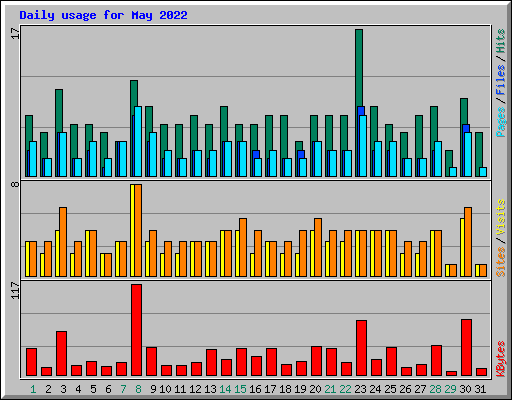 Daily usage for May 2022
17
Pages / Files / Hits
8
Sites / Visits
117
KBytes
1 2 3 4 5 6 7 8 9 10 11 12 13 14 15 16 17 18 19 20 21 22 23 24 25 26 27 28 29 30 31